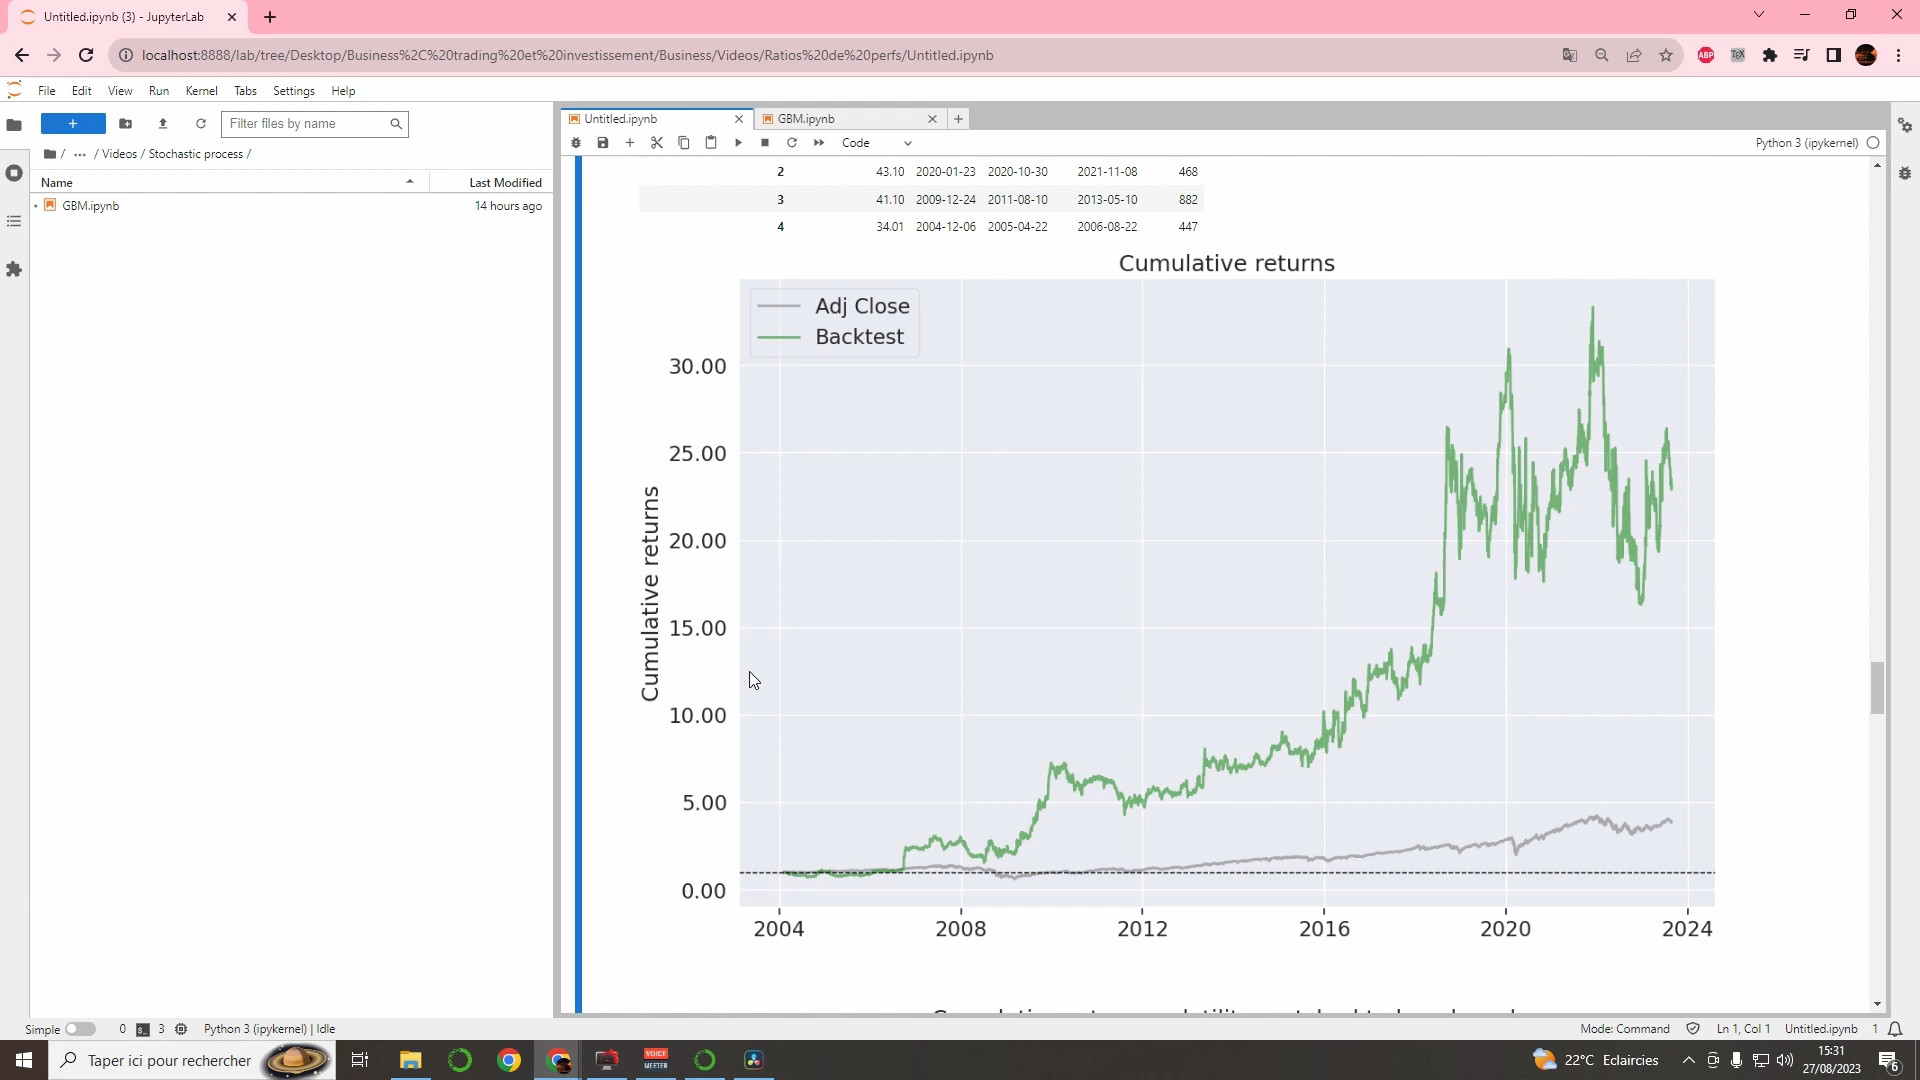 Untitled.ipynb (3) - JupyterLab
localhost:8888/lab/tree/Desktop/Business%2C%20trading%20et%20investissement/Business/Videos/Ratios%20de%20perfs/Untitled.ipynb
ABP
TeX
File Edit View Run Kernel Tabs Settings Help
Filter files by name
/ ... / Videos / Stochastic process /
Name Last Modified
GBM.ipynb 14 hours ago
Untitled.ipynb GBM.ipynb
Code
Python 3 (ipykernel)
2 43.10 2020-01-23 2020-10-30 2021-11-08 468
3 41.10 2009-12-24 2011-08-10 2013-05-10 882
4 34.01 2004-12-06 2005-04-22 2006-08-22 447
Cumulative returns
Adj Close
Backtest
Cumulative returns
30.00
25.00
20.00
15.00
10.00
5.00
0.00
2004 2008 2012 2016 2020 2024
Simple 0 3 Python 3 (ipykernel) | Idle
Mode: Command Ln 1, Col 1 Untitled.ipynb 1
Taper ici pour rechercher
VOICE
MEETER
22°C Eclaircies
15:31
27/08/2023
6